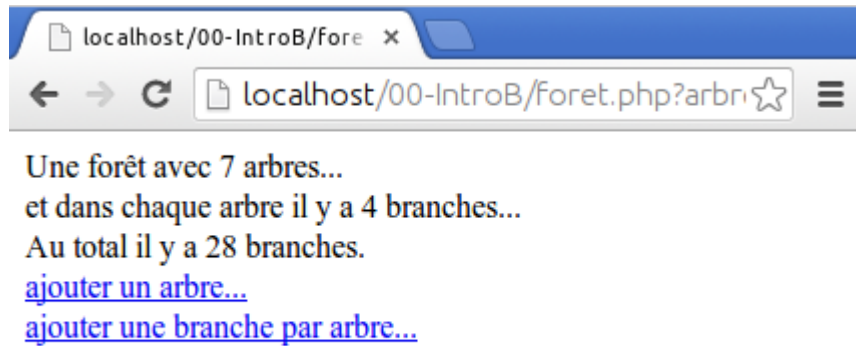 localhost/00-IntroB/fore
localhost/00-IntroB/foret.php?arbr
Une forêt avec 7 arbres...
et dans chaque arbre il y a 4 branches...
Au total il y a 28 branches.
ajouter un arbre...
ajouter une branche par arbre...